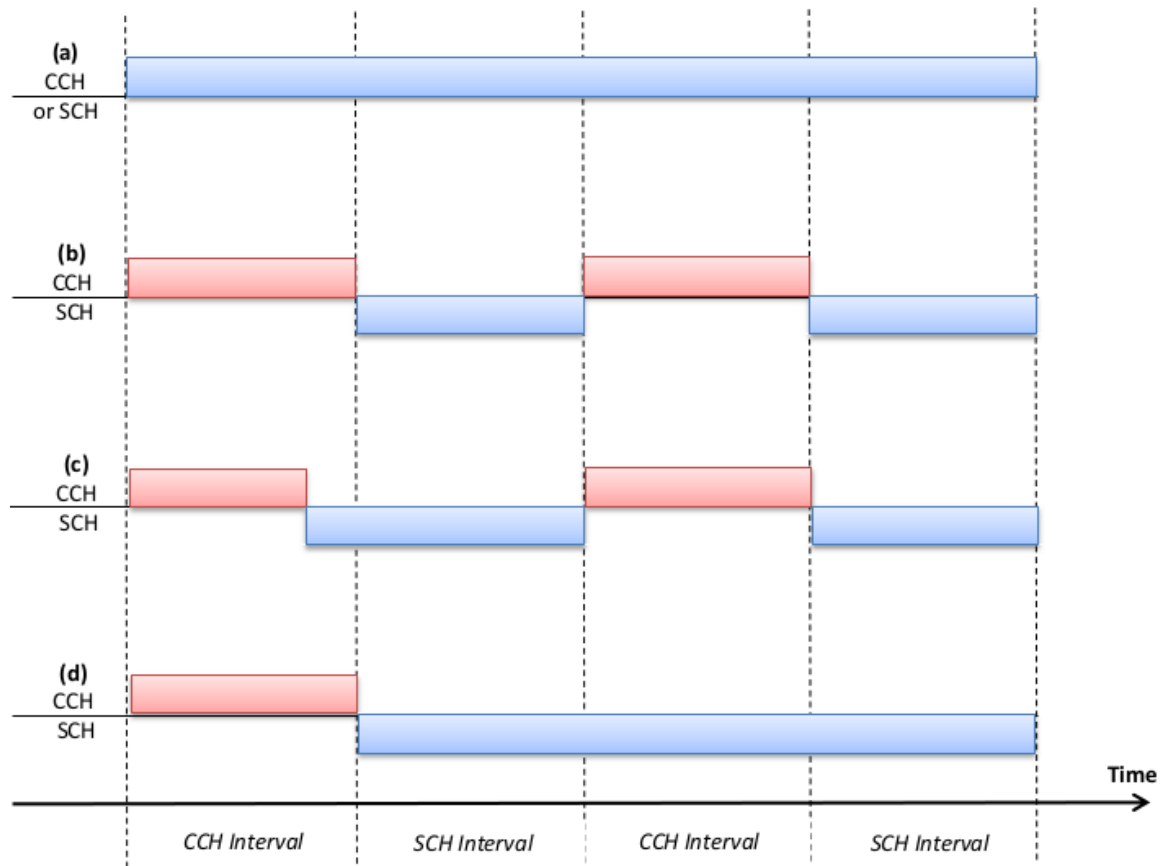 (a)
CCH
or SCH
(b)
CCH
SCH
(c)
CCH
SCH
(d)
CCH
SCH
Time
CCH Interval SCH Interval CCH Interval SCH Interval